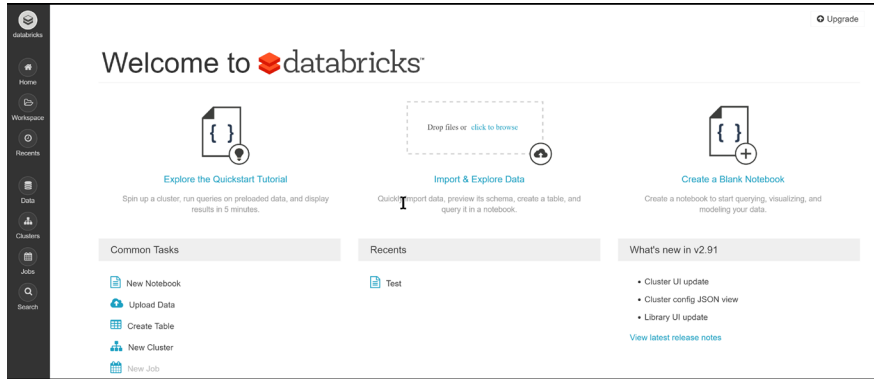 databricks
Home
Workspace
Recents
Data
Clusters
Jobs
Search
Upgrade
Welcome to databricks™
{ }
Explore the Quickstart Tutorial
Spin up a cluster, run queries on preloaded data, and display
results in 5 minutes.
Drop files or click to browse
Import & Explore Data
Quickly import data, preview its schema, create a table, and
query it in a notebook.
{ }
Create a Blank Notebook
Create a notebook to start querying, visualizing, and
modeling your data.
Common Tasks
New Notebook
Upload Data
Create Table
New Cluster
New Job
Recents
Test
What's new in v2.91
• Cluster UI update
• Cluster config JSON view
• Library UI update
View latest release notes